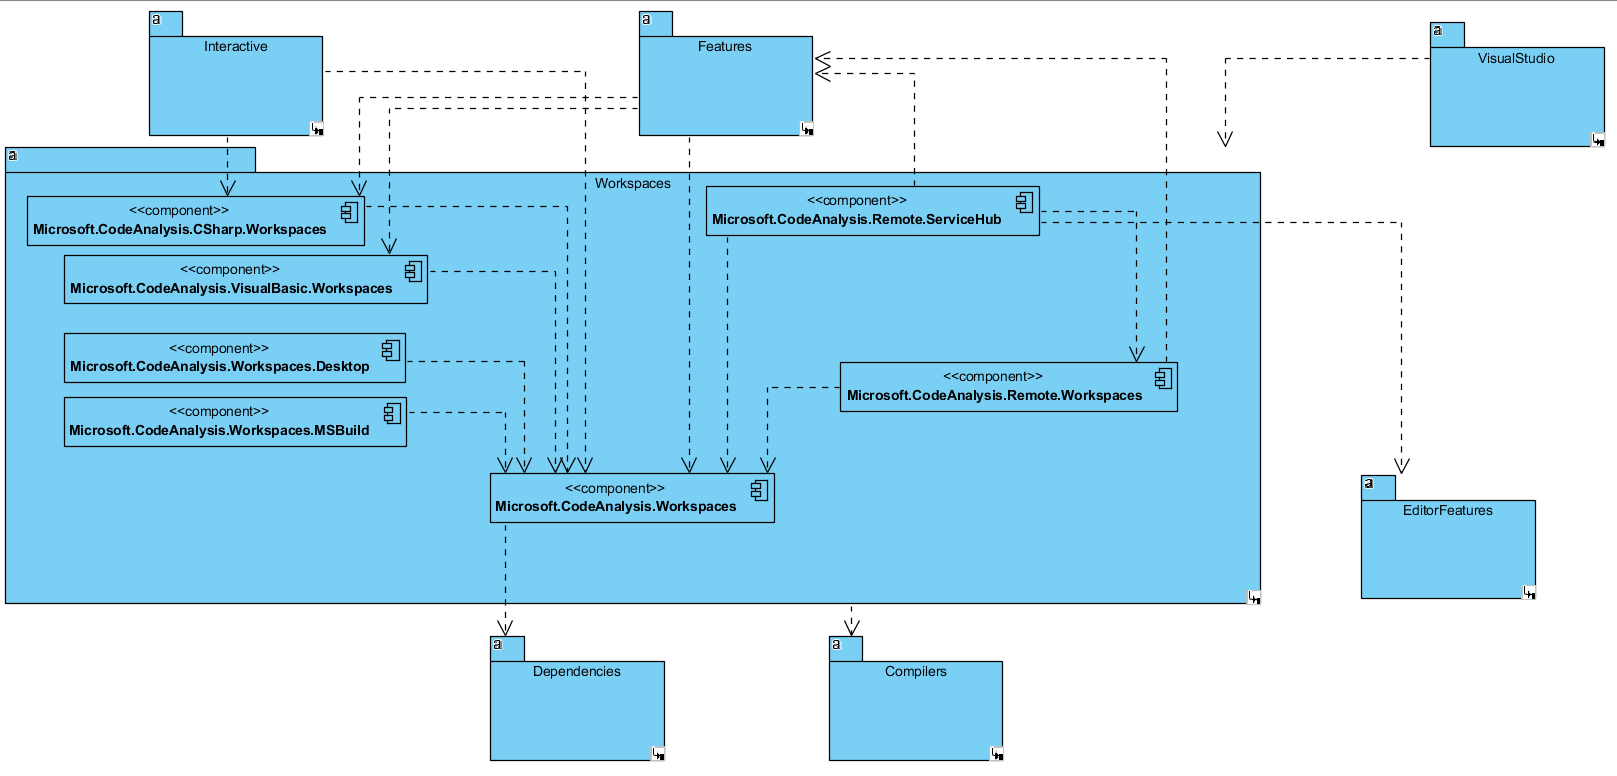 a
Interactive
a
Features
a
VisualStudio
a
Workspaces
<<component>>
Microsoft.CodeAnalysis.CSharp.Workspaces
<<component>>
Microsoft.CodeAnalysis.Remote.ServiceHub
<<component>>
Microsoft.CodeAnalysis.VisualBasic.Workspaces
<<component>>
Microsoft.CodeAnalysis.Workspaces.Desktop
<<component>>
Microsoft.CodeAnalysis.Remote.Workspaces
<<component>>
Microsoft.CodeAnalysis.Workspaces.MSBuild
<<component>>
Microsoft.CodeAnalysis.Workspaces
a
EditorFeatures
a
Dependencies
a
Compilers